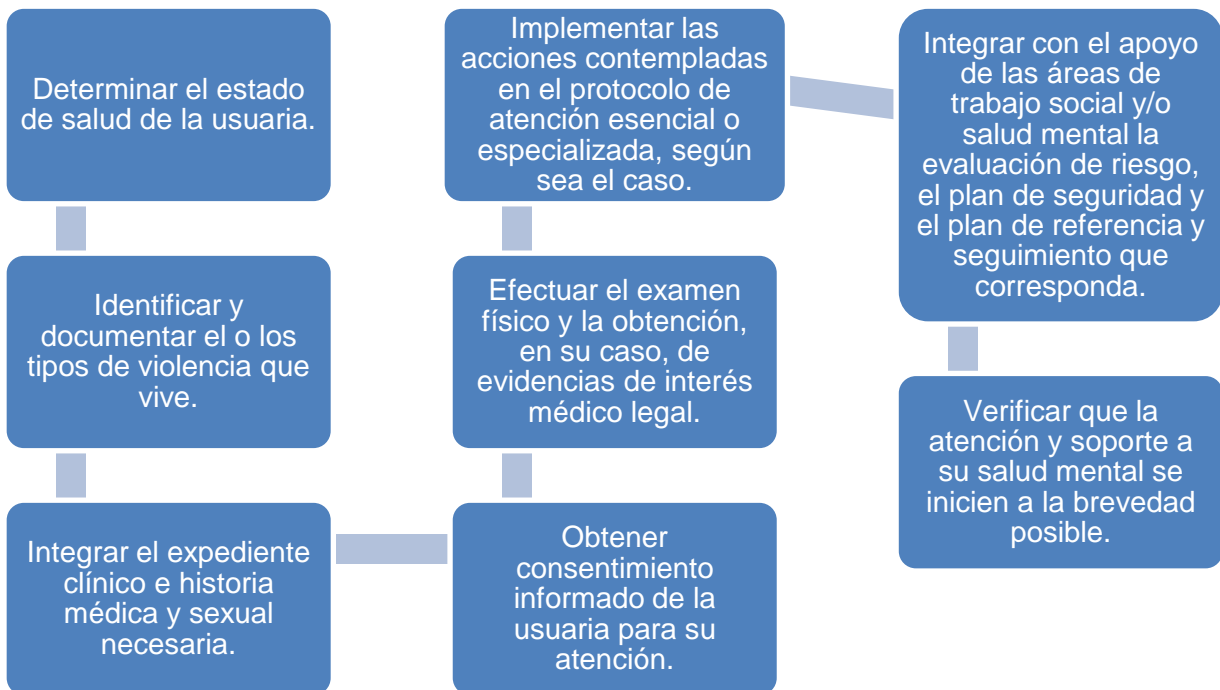 Determinar el estado
de salud de la usuaria.
Identificar y
documentar el o los
tipos de violencia que
vive.
Integrar el expediente
clínico e historia
médica y sexual
necesaria.
Obtener
consentimiento
informado de la
usuaria para su
atención.
Efectuar el examen
físico y la obtención,
en su caso, de
evidencias de interés
médico legal.
Implementar las
acciones contempladas
en el protocolo de
atención esencial o
especializada, según
sea el caso.
Integrar con el apoyo
de las áreas de
trabajo social y/o
salud mental la
evaluación de riesgo,
el plan de seguridad y
el plan de referencia y
seguimiento que
corresponda.
Verificar que la
atención y soporte a
su salud mental se
inicien a la brevedad
posible.